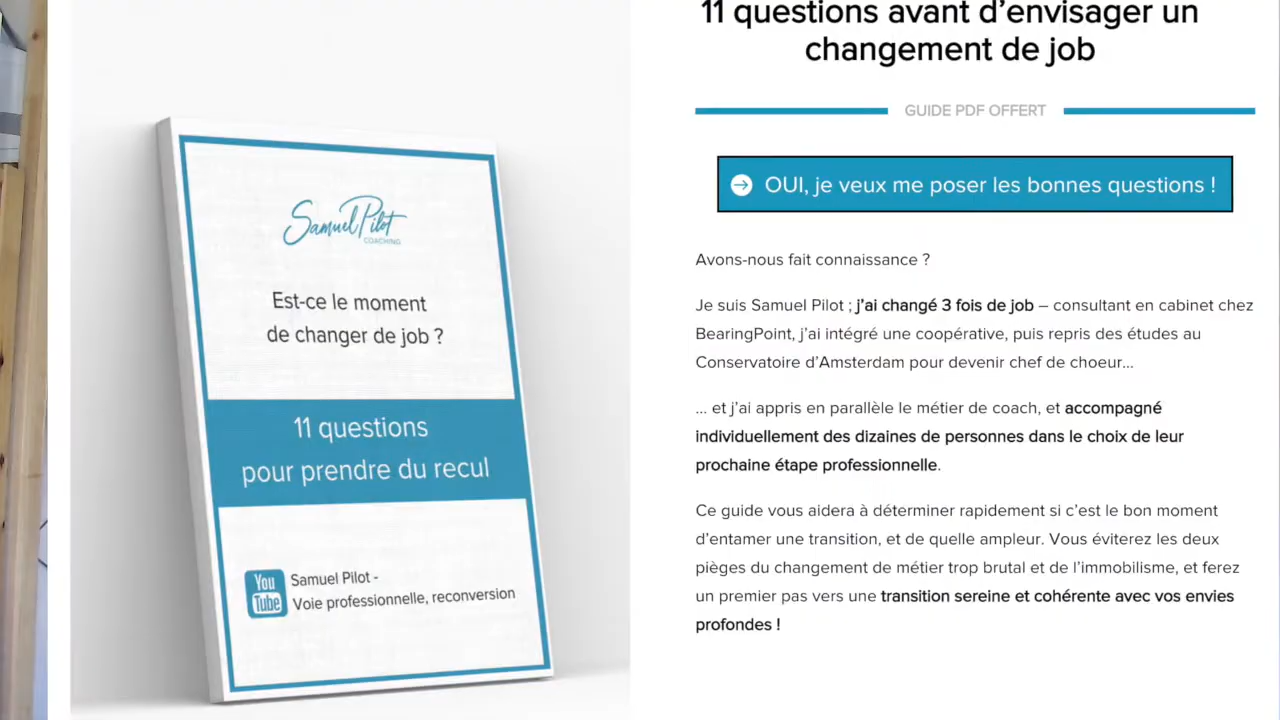 Samuel Pilot
COACHING
Est-ce le moment
de changer de job ?
11 questions
pour prendre du recul
You
Tube
Samuel Pilot -
Voie professionnelle, reconversion
11 questions avant d’envisager un
changement de job
GUIDE PDF OFFERT
OUI, je veux me poser les bonnes questions !
Avons-nous fait connaissance ?
Je suis Samuel Pilot ; j’ai changé 3 fois de job – consultant en cabinet chez
BearingPoint, j’ai intégré une coopérative, puis repris des études au
Conservatoire d’Amsterdam pour devenir chef de choeur...
... et j’ai appris en parallèle le métier de coach, et accompagné
individuellement des dizaines de personnes dans le choix de leur
prochaine étape professionnelle.
Ce guide vous aidera à déterminer rapidement si c’est le bon moment
d’entamer une transition, et de quelle ampleur. Vous éviterez les deux
pièges du changement de métier trop brutal et de l’immobilisme, et ferez
un premier pas vers une transition sereine et cohérente avec vos envies
profondes !